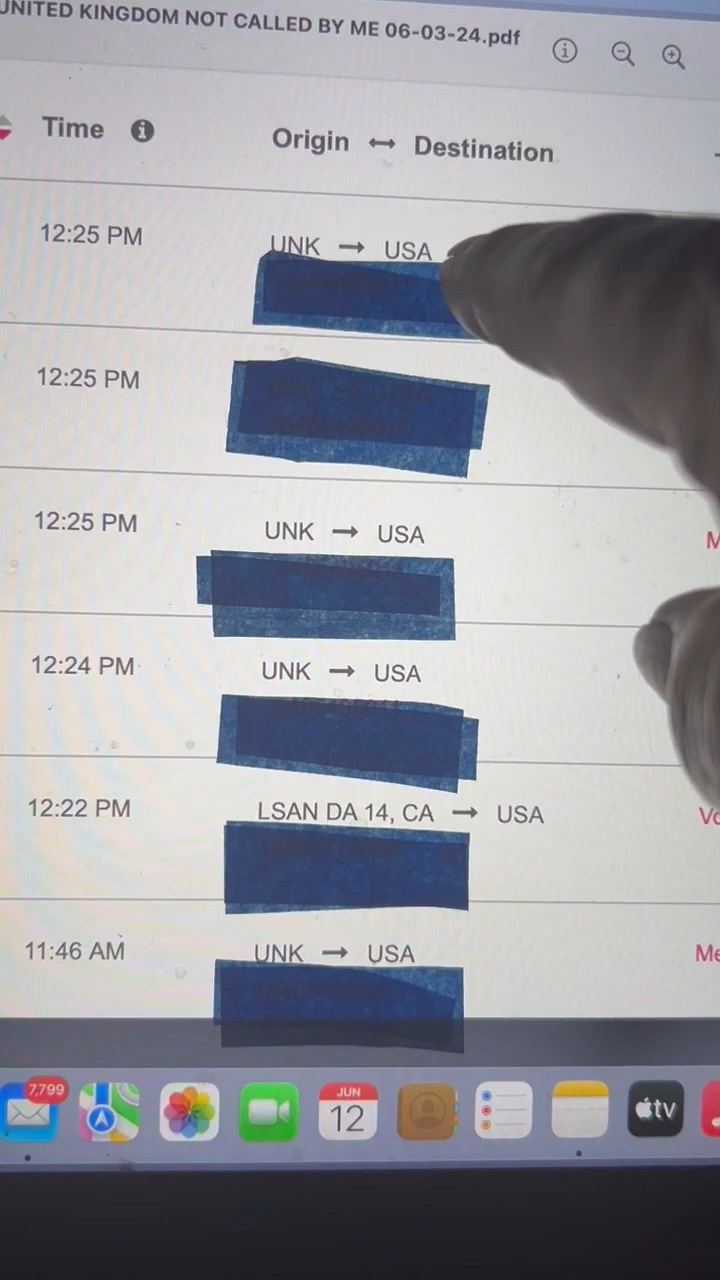 UNITED KINGDOM NOT CALLED BY ME 06-03-24.pdf
Time Origin ↔ Destination
12:25 PM UNK → USA
12:25 PM
12:25 PM UNK → USA
12:24 PM UNK → USA
12:22 PM LSAN DA 14, CA → USA
11:46 AM UNK → USA
7,799
JUN
12
tv